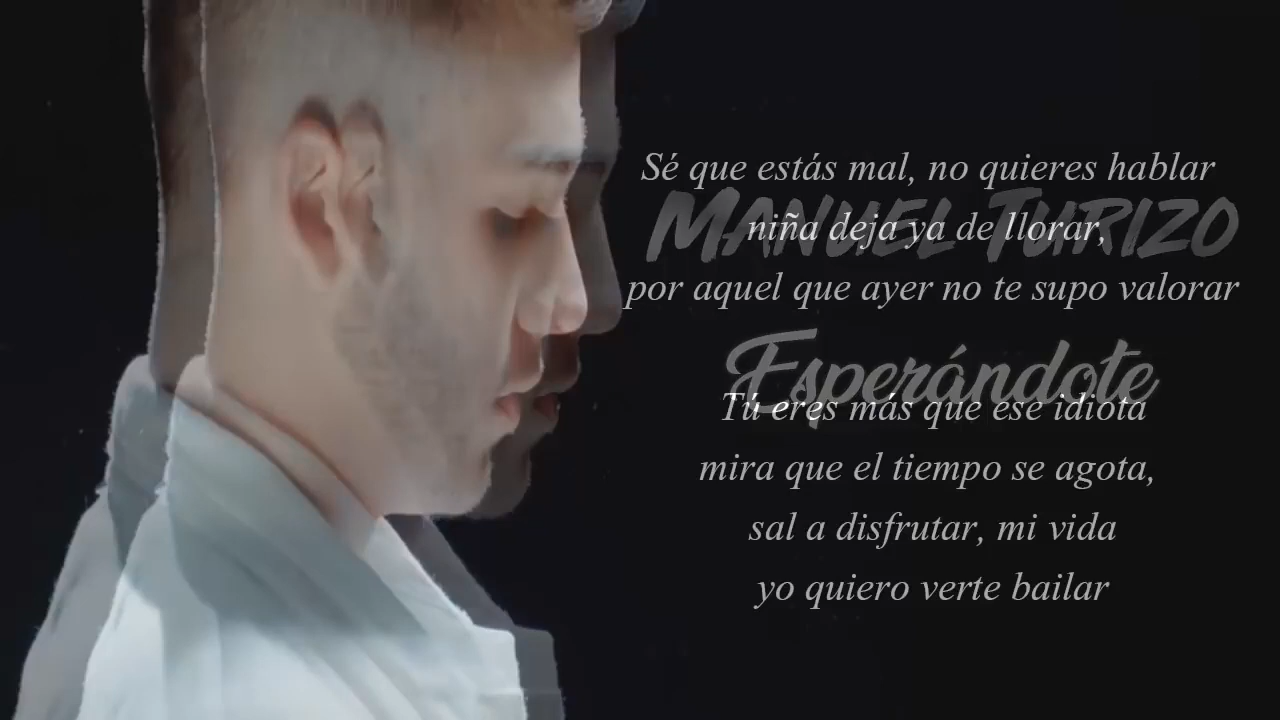 Sé que estás mal, no quieres hablar
MANUEL TURIZO
niña deja ya de llorar,
por aquel que ayer no te supo valorar
Esperándote
Tú eres más que ese idiota
mira que el tiempo se agota,
sal a disfrutar, mi vida
yo quiero verte bailar